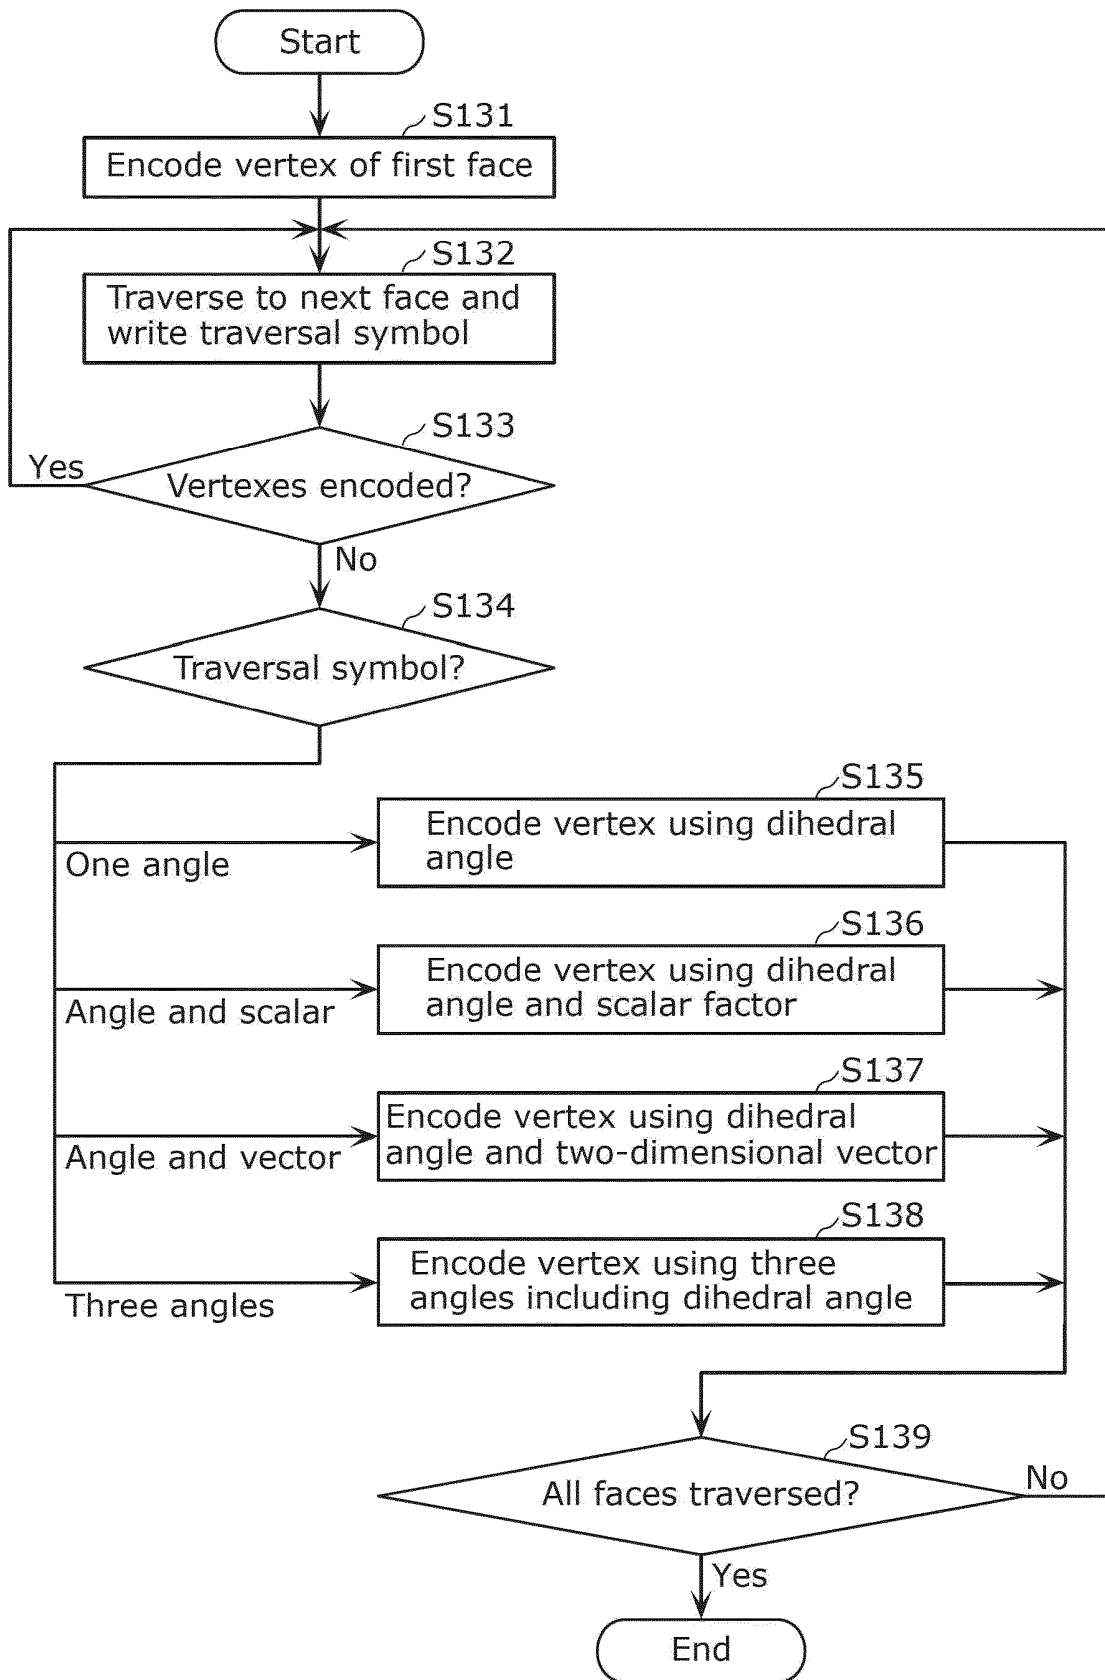 Start
S131
Encode vertex of first face
S132
Traverse to next face and
write traversal symbol
S133
Yes
Vertexes encoded?
No
S134
Traversal symbol?
S135
Encode vertex using dihedral
angle
One angle
S136
Encode vertex using dihedral
angle and scalar factor
Angle and scalar
S137
Encode vertex using dihedral
angle and two-dimensional vector
Angle and vector
S138
Encode vertex using three
angles including dihedral angle
Three angles
S139
All faces traversed?
No
Yes
End